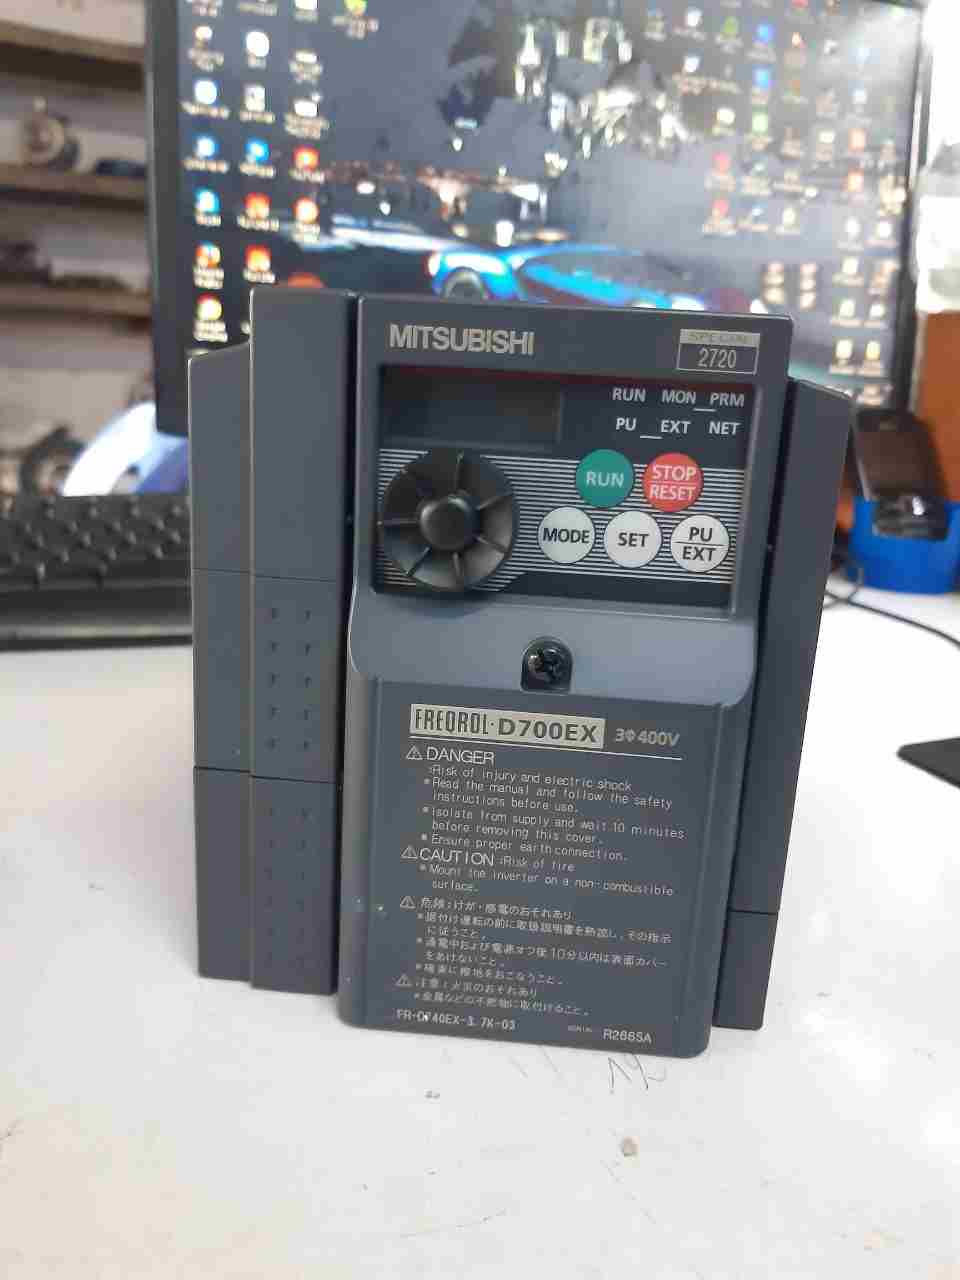 MITSUBISHI
SPECIAL
2720
RUN MON PRM
PU EXT NET
RUN
STOP
RESET
MODE
SET
PU
EXT
FREQROL-D700EX 3Φ400V
⚠ DANGER
:Risk of injury and electric shock
*Read the manual and follow the safety
instructions before use.
*Isolate from supply and wait 10 minutes
before removing this cover.
*Ensure proper earth connection.
⚠ CAUTION :Risk of fire
*Mount the inverter on a non-combustible
surface.
⚠ 危険:けが・感電のおそれあり
*据付け運転の前に取扱説明書を熟読し、その指示
に従うこと。
*通電中および電源オフ後10分以内は表面カバー
をあけないこと。
*確実に接地をおこなうこと。
⚠ 注意:火災のおそれあり
*金属などの不燃物に取付けること。
FR-D740EX-3.7K-03 SERIAL R266SA
12